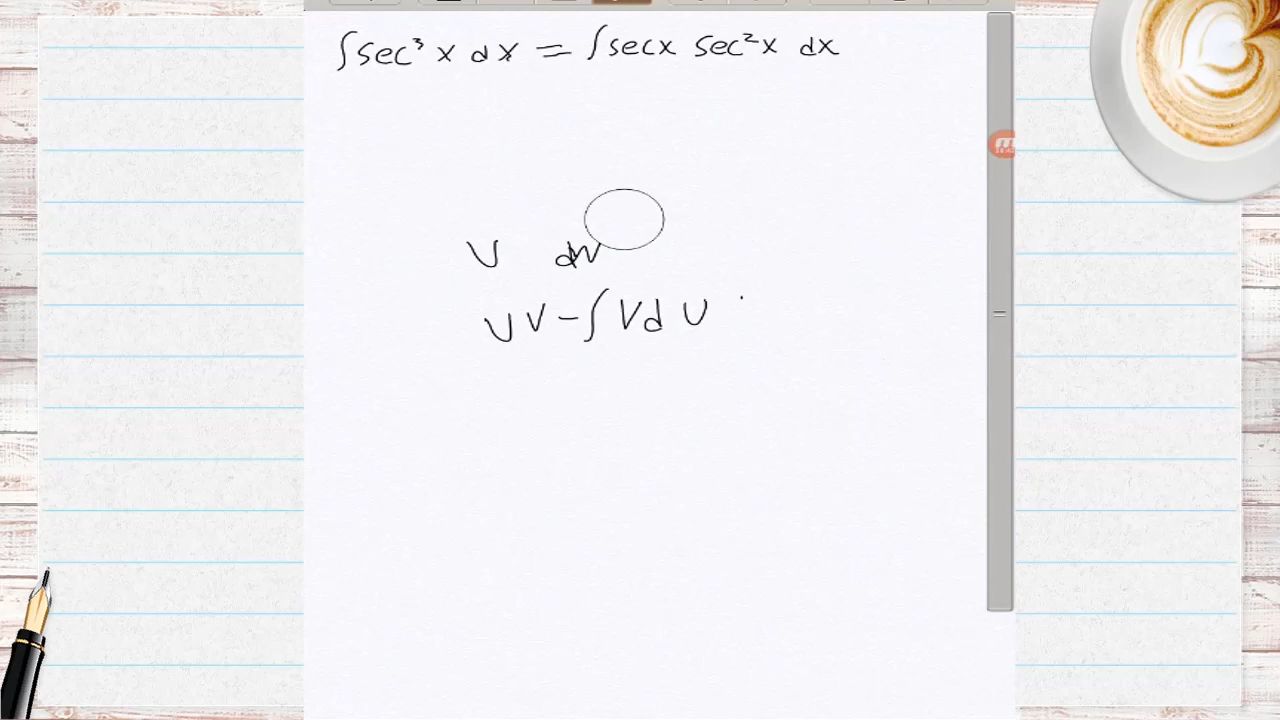 ∫sec³ x dx = ∫secx sec²x dx
U dv
UV-∫VdU